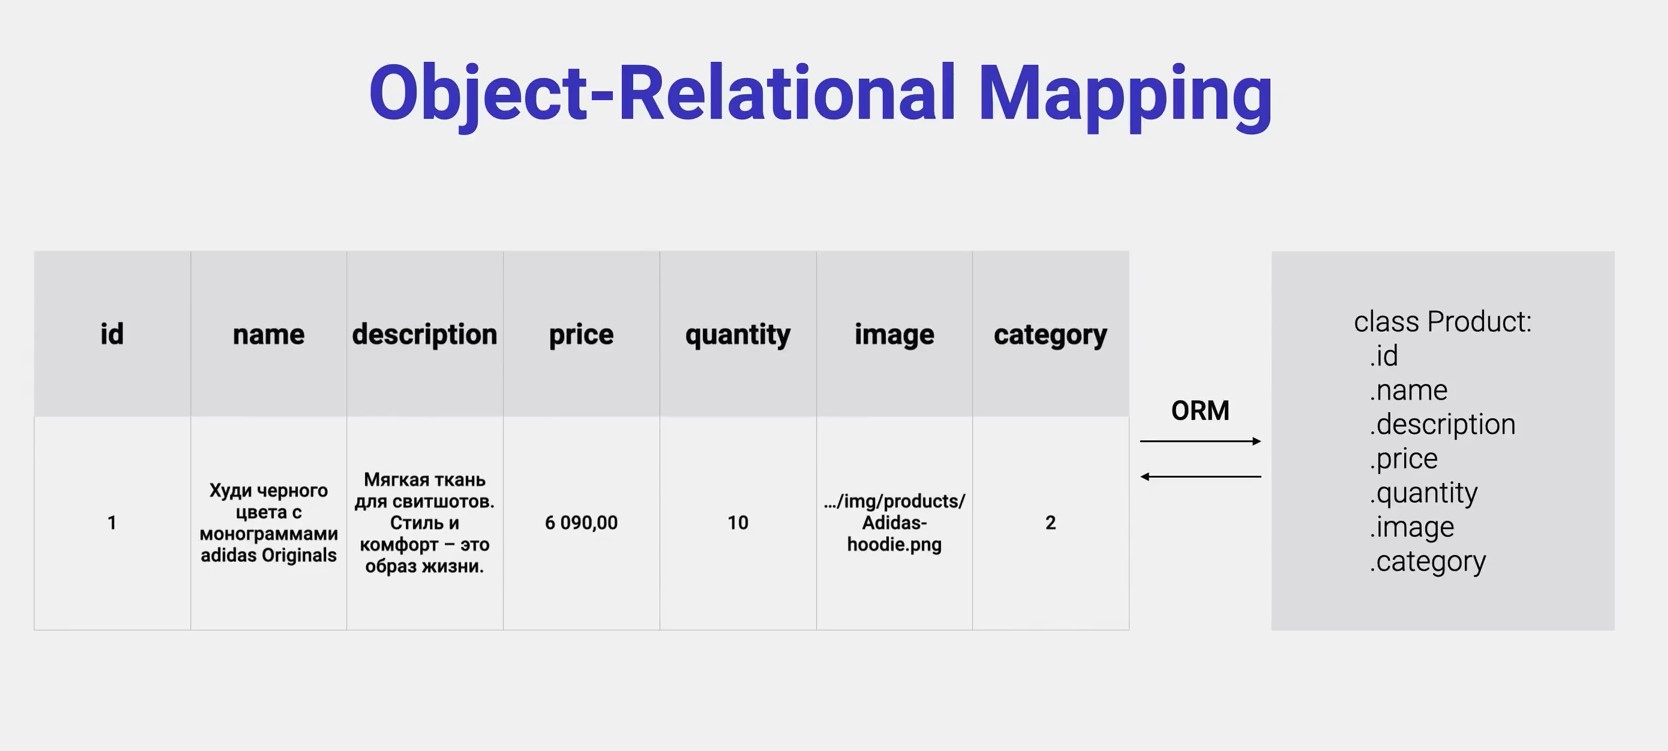 Object-Relational Mapping
id
name
description
price
quantity
image
category
1
Худи черного
цвета с
монограммами
adidas Originals
Мягкая ткань
для свитшотов.
Стиль и
комфорт – это
образ жизни.
6 090,00
10
.../img/products/
Adidas-
hoodie.png
2
ORM
class Product:
.id
.name
.description
.price
.quantity
.image
.category